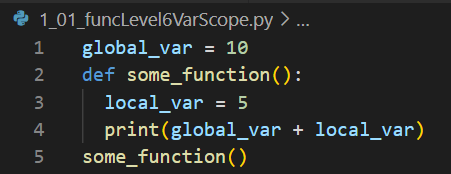 1_01_funcLevel6VarScope.py > ...
1 global_var = 10
2 def some_function():
3   local_var = 5
4   print(global_var + local_var)
5 some_function()